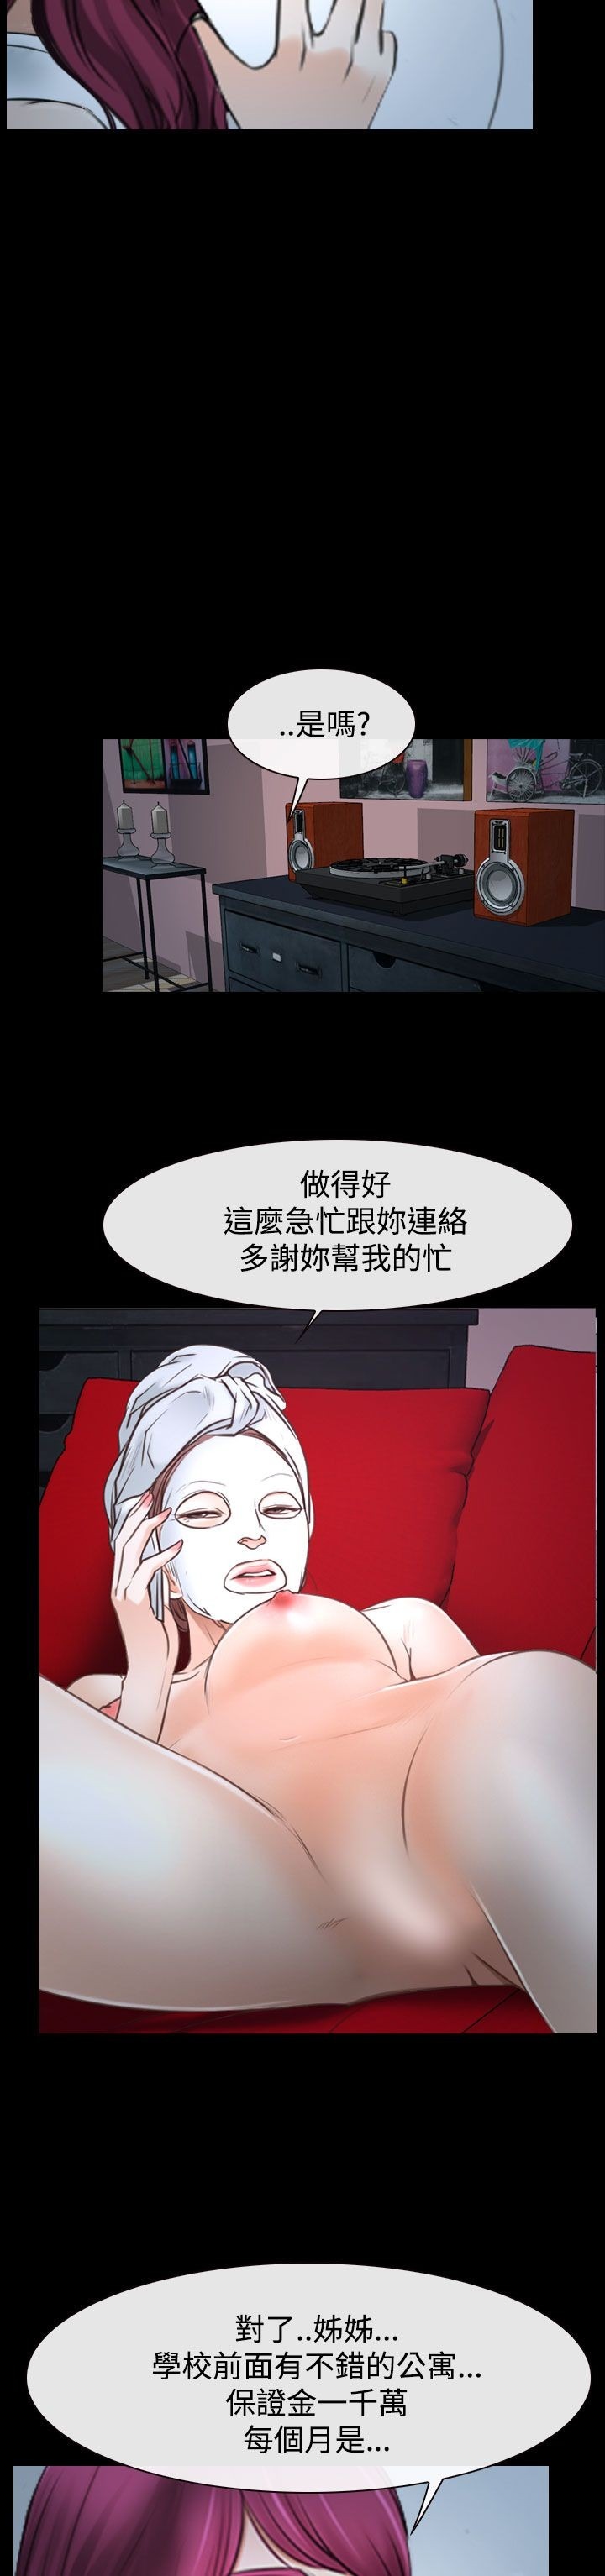 ..是嗎?
做得好
這麼急忙跟妳連絡
多謝妳幫我的忙
對了..姊姊...
學校前面有不錯的公寓...
保證金一千萬
每個月是...